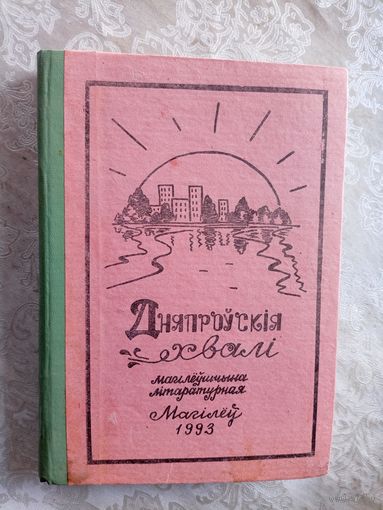 Дняпроўскія
хвалі
магілёўшчына
літаратурная
Магілёў
1993